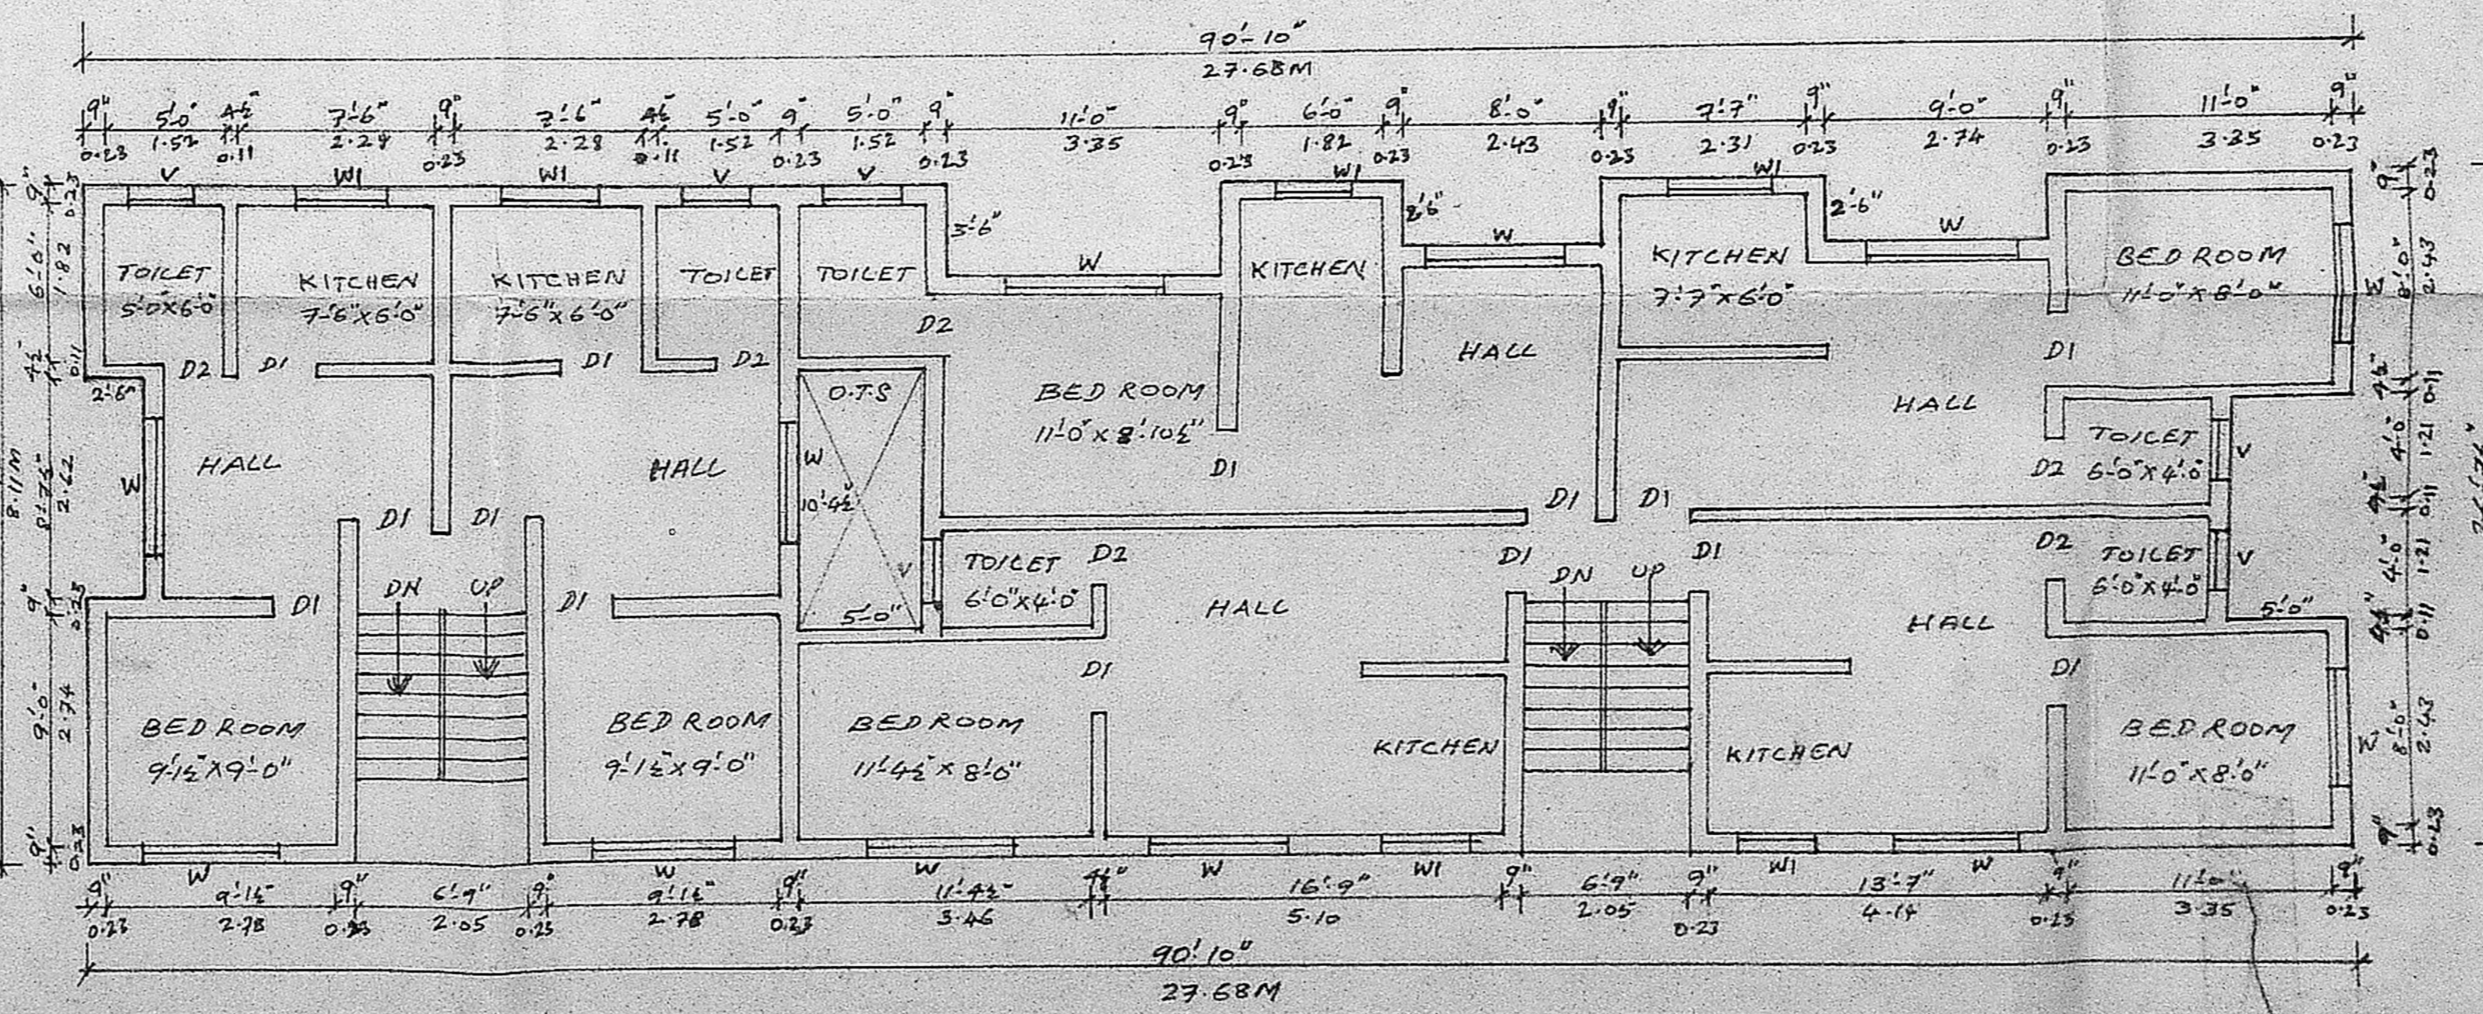 90'-10"
27.68M
9" 5'-0" 4½" 7'-6" 9" 7'-6" 4½" 5'-0" 9" 5'-0" 9" 11'-0" 9" 6'-0" 9" 8'-0" 9" 7'-7" 9" 9'-0" 9" 11'-0" 9"
0.23 1.52 0.11 2.29 0.23 2.28 0.11 1.52 0.23 1.52 0.23 3.35 0.23 1.82 0.23 2.43 0.23 2.31 0.23 2.74 0.23 3.35 0.23
V W1 W1 V V W1 W1
9" 0.23
6'-0" 1.82
4½" 0.11
8'-7½" 2.62
9" 0.23
9'-0" 2.74
9" 0.23
8.11M
TOILET
5'-0"X6'-0"
KITCHEN
7'-6"X6'-0"
KITCHEN
7'-6"X6'-0"
TOILET
TOILET
3'-6"
W
KITCHEN
2'-6"
W
KITCHEN
7'-7"X6'-0"
2'-6"
W
BED ROOM
11'-0"X8'-0"
W
D2 D1 D1 D2 D2
2'-6"
O.T.S
BED ROOM
11'-0"X8'-10½"
HALL
HALL
D1
W
HALL
HALL
W
10'-4½"
D1
TOILET
6'-0"X4'-0"
D2
V
D1 D1
D1 D1
DN UP
D1 D1
5'-0"
V
TOILET
6'-0"X4'-0"
D2
HALL
D1 D1
DN UP
HALL
D2
TOILET
6'-0"X4'-0"
V
5'-0"
D1
D1
BED ROOM
9'-1½"X9'-0"
BED ROOM
9'-1½"X9'-0"
BED ROOM
11'-4½"X8'-0"
KITCHEN
KITCHEN
BED ROOM
11'-0"X8'-0"
W
9" 0.23
8'-0" 2.43
4½" 0.11
4'-0" 1.21
4½" 0.11
4'-0" 1.21
4½" 0.11
8'-0" 2.43
9" 0.23
W W W W W1 W1 W
9" 9'-1½" 9" 6'-9" 9" 9'-1½" 9" 11'-4½" 4½" 16'-9" 9" 6'-9" 9" 13'-7" 9" 11'-0" 9"
0.23 2.78 0.23 2.05 0.23 2.78 0.23 3.46 5.10 2.05 0.23 4.14 0.23 3.35 0.23
90'-10"
27.68M